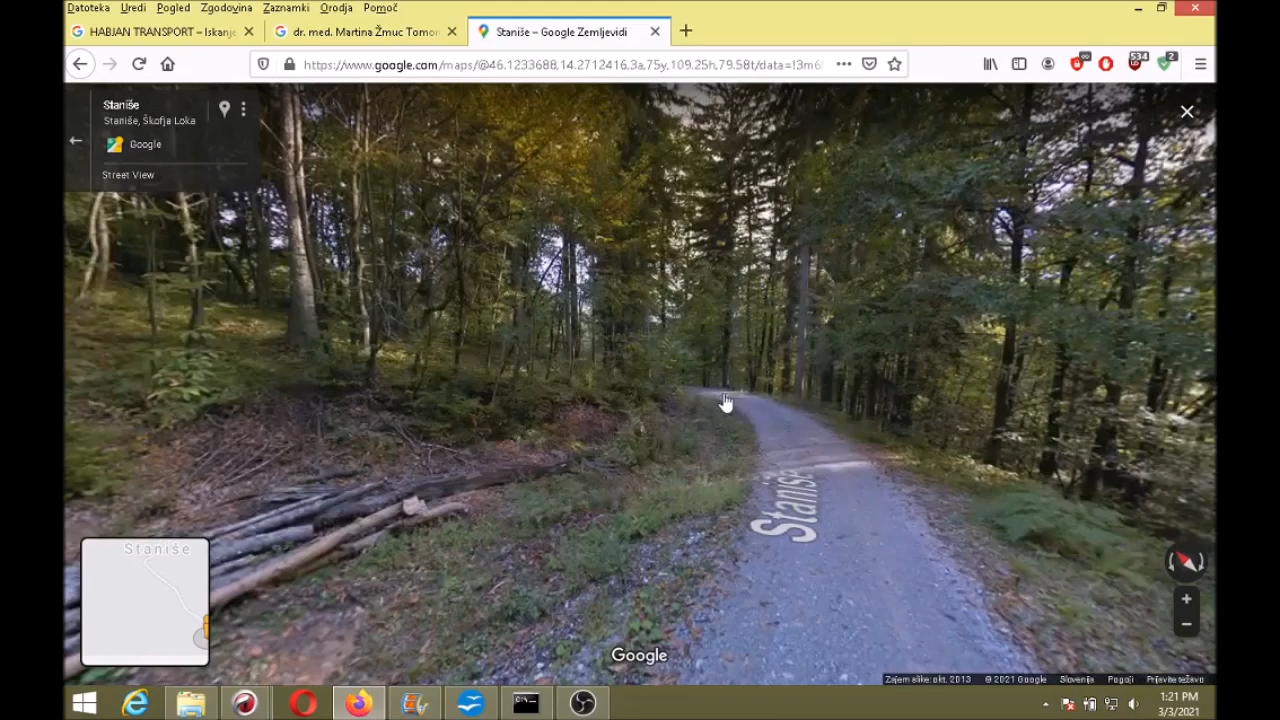 Datoteka Uredi Pogled Zgodovina Zaznamki Orodja Pomoč
HABJAN TRANSPORT – Iskanje
dr. med. Martina Žmuc Tomor
Staniše – Google Zemljevidi
https://www.google.com/maps/@46.1233688,14.2712416,3a,75y,109.25h,79.58t/data=!3m6
534
2
Staniše
Staniše, Škofja Loka
Google
Street View
Staniše
Staniše
Google
Zajem slike: okt. 2013 © 2021 Google Slovenija Pogoji Prijavite težavo
1:21 PM
3/3/2021